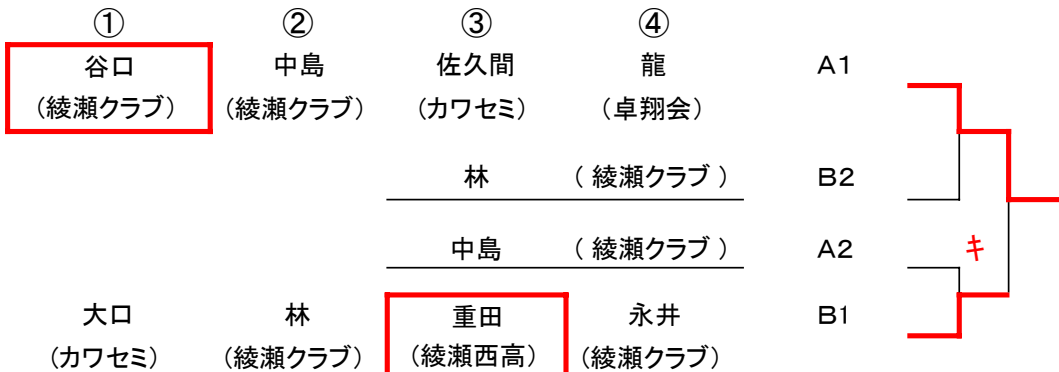 ① ② ③ ④
谷口 中島 佐久間 龍 A1
(綾瀬クラブ) (綾瀬クラブ) (カワセミ) (卓翔会)
林 ( 綾瀬クラブ ) B2
中島 ( 綾瀬クラブ ) A2 キ
大口 林 重田 永井 B1
(カワセミ) (綾瀬クラブ) (綾瀬西高) (綾瀬クラブ)